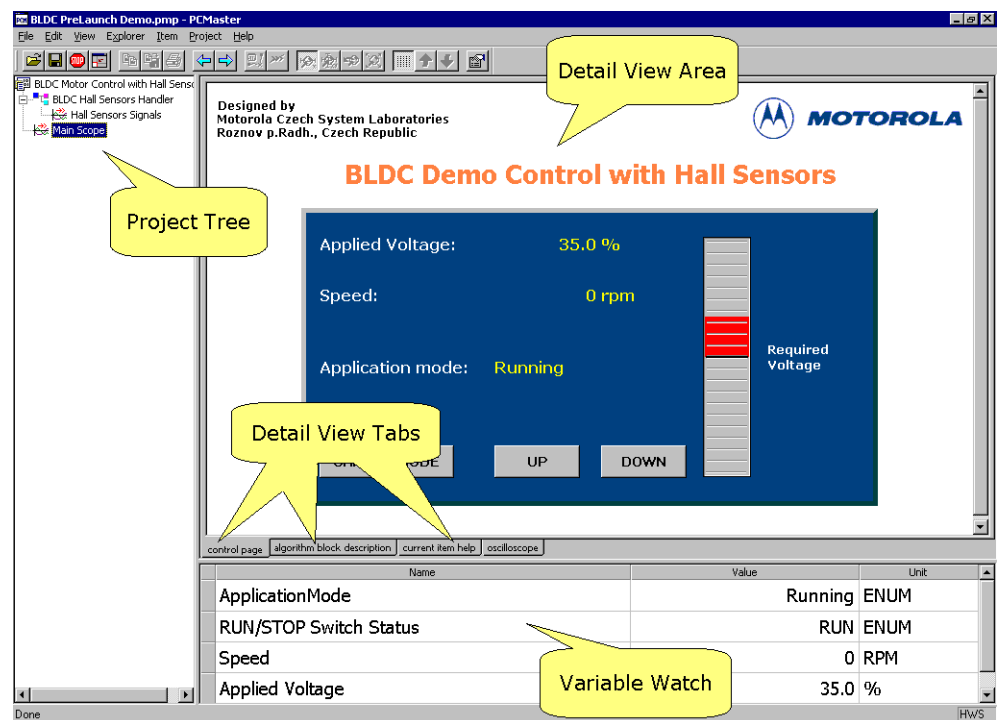 BLDC PreLaunch Demo.pmp - PCMaster
File Edit View Explorer Item Project Help
STOP
BLDC Motor Control with Hall Senso
BLDC Hall Sensors Handler
Hall Sensors Signals
Main Scope
Project Tree
Detail View Area
Designed by
Motorola Czech System Laboratories
Roznov p.Radh., Czech Republic
MOTOROLA
BLDC Demo Control with Hall Sensors
Applied Voltage: 35.0 %
Speed: 0 rpm
Application mode: Running
Required
Voltage
Detail View Tabs
UP DOWN
control page algorithm block description current item help oscilloscope
Name Value Unit
ApplicationMode Running ENUM
RUN/STOP Switch Status RUN ENUM
Speed 0 RPM
Applied Voltage 35.0 %
Variable Watch
Done HWS